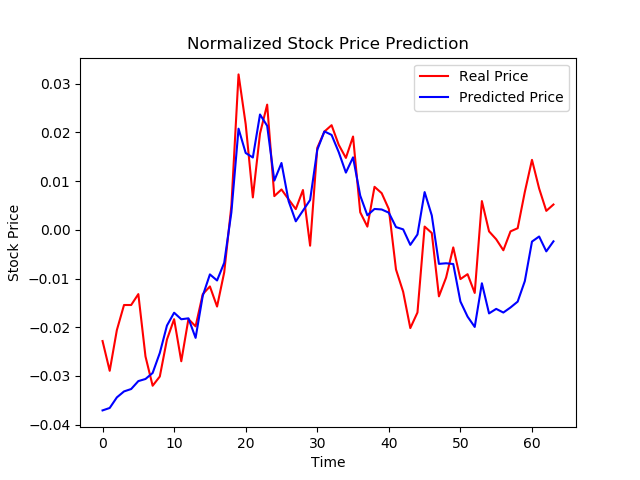 Normalized Stock Price Prediction
Real Price
Predicted Price
Stock Price
0.03
0.02
0.01
0.00
−0.01
−0.02
−0.03
−0.04
0 10 20 30 40 50 60
Time